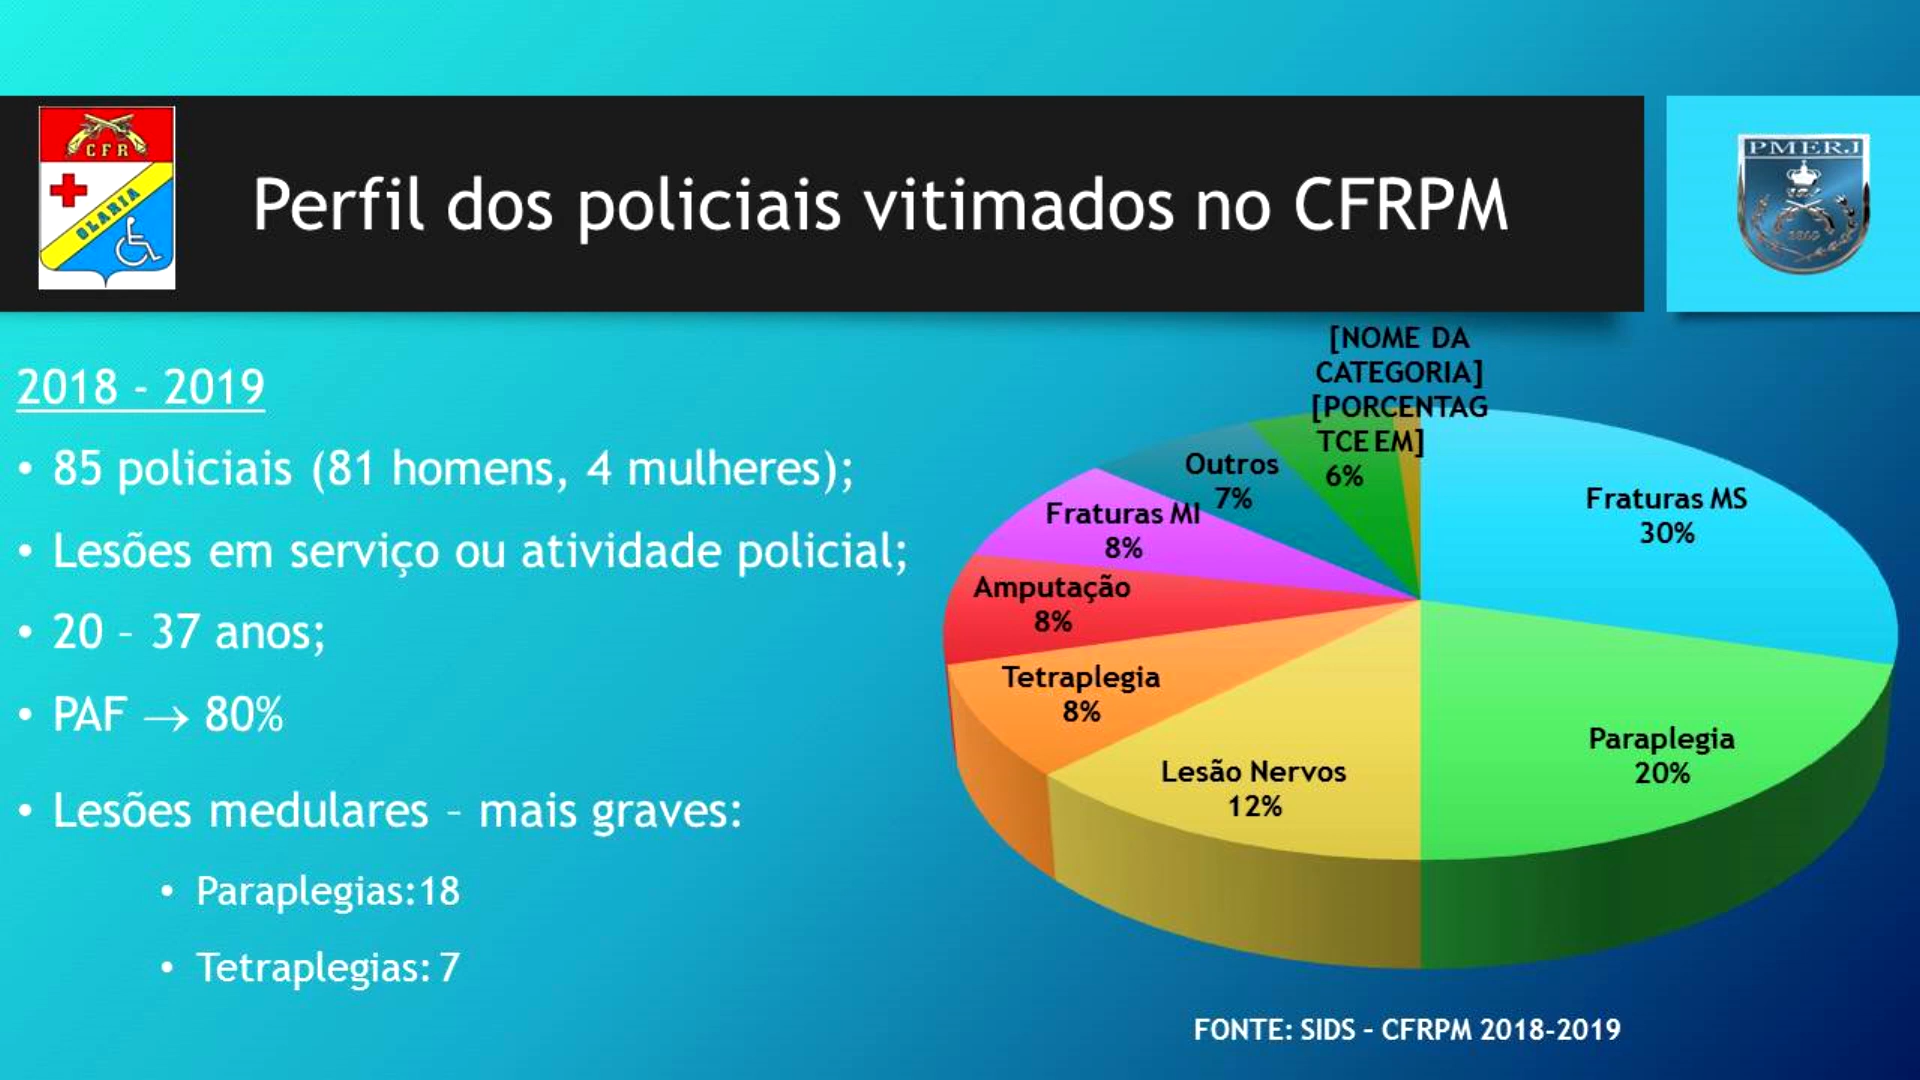 CFR
OLARIA
Perfil dos policiais vitimados no CFRPM
PMERJ
2018 - 2019
• 85 policiais (81 homens, 4 mulheres);
• Lesões em serviço ou atividade policial;
• 20 – 37 anos;
• PAF → 80%
• Lesões medulares – mais graves:
• Paraplegias:18
• Tetraplegias: 7
[NOME DA
CATEGORIA]
[PORCENTAG
EM]
TCE
6%
Outros
7%
Fraturas MI
8%
Amputação
8%
Tetraplegia
8%
Lesão Nervos
12%
Fraturas MS
30%
Paraplegia
20%
FONTE: SIDS – CFRPM 2018-2019